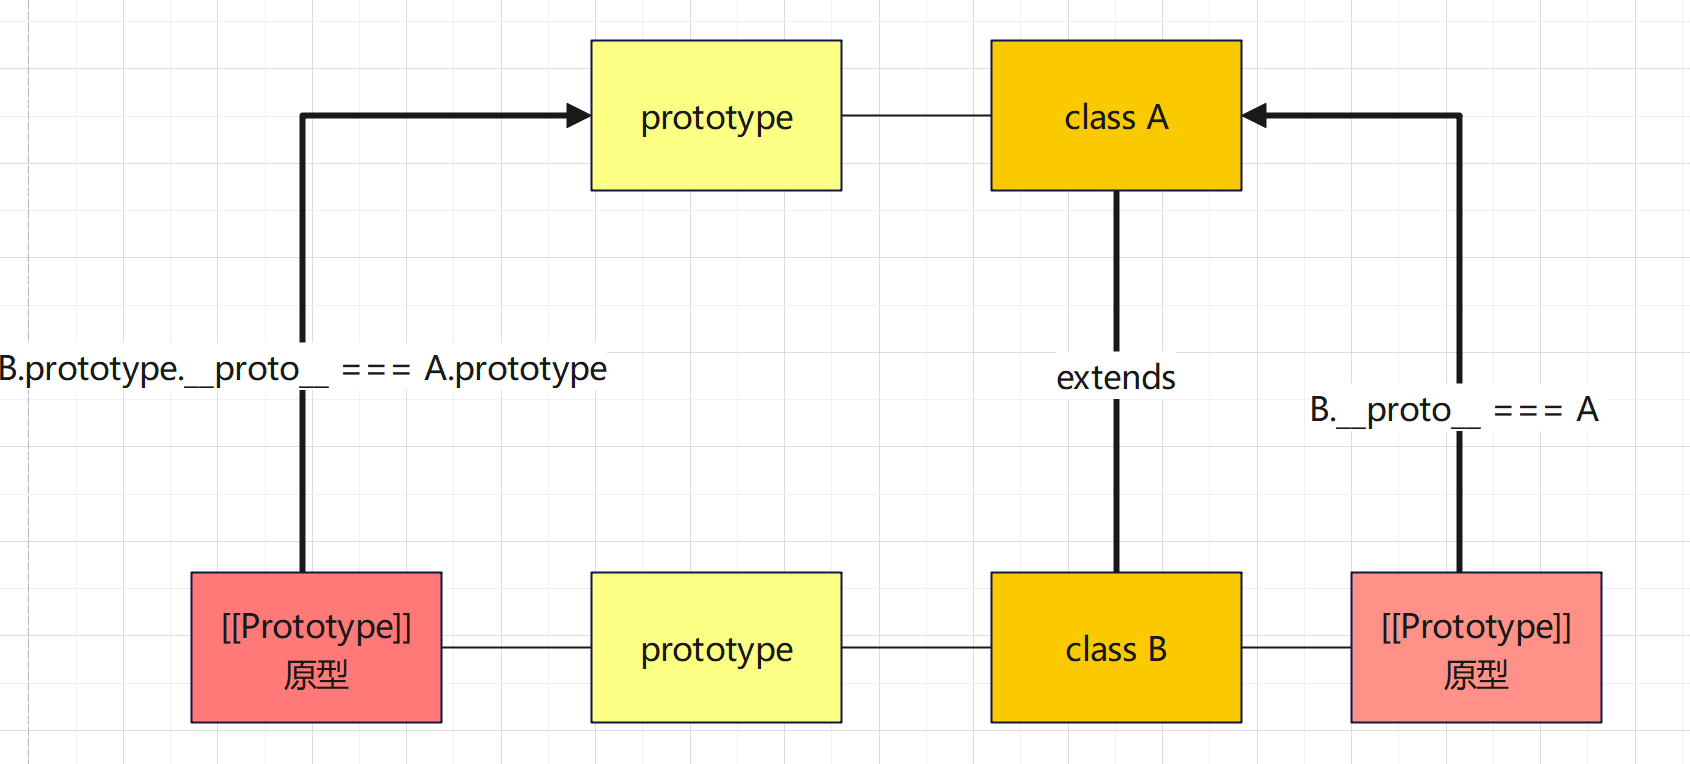 prototype
class A
B.prototype.__proto__ === A.prototype
extends
B.__proto__ === A
[[Prototype]]
原型
prototype
class B
[[Prototype]]
原型